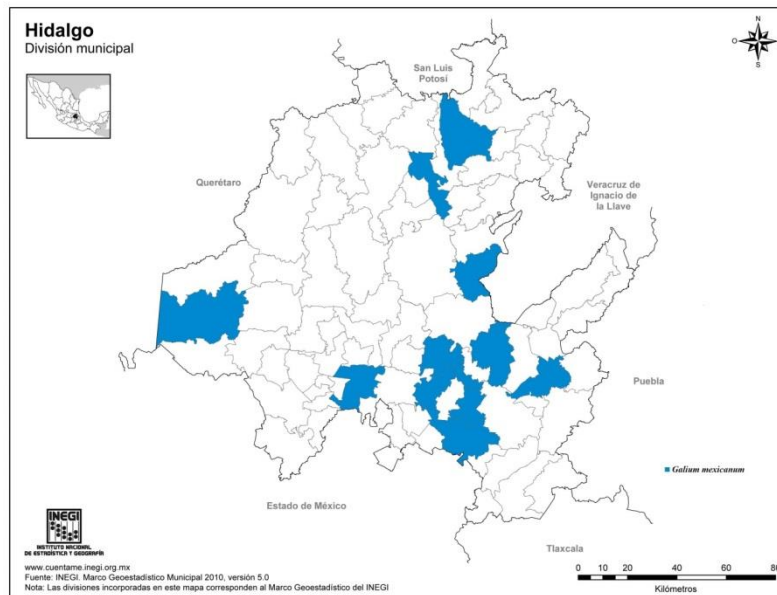 Hidalgo
División municipal
N
O
E
S
San Luis
Potosí
Querétaro
Veracruz de
Ignacio de
la Llave
Puebla
Galium mexicanum
Estado de México
Tlaxcala
INEGI
INSTITUTO NACIONAL
DE ESTADÍSTICA Y GEOGRAFÍA
www.cuentame.inegi.org.mx
Fuente: INEGI. Marco Geoestadístico Municipal 2010, versión 5.0
Nota: Las divisiones incorporadas en este mapa corresponden al Marco Geoestadístico del INEGI
0 20 40 60 80
Kilómetros